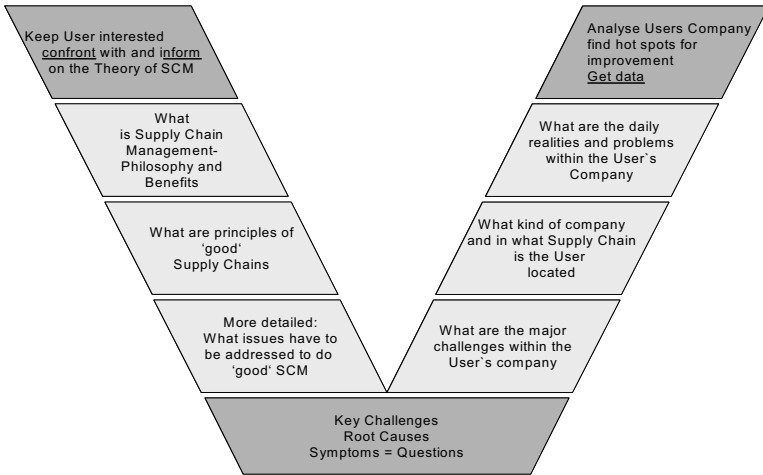 Keep User interested
confront with and inform
on the Theory of SCM
What
is Supply Chain
Management-
Philosophy and
Benefits
What are principles of
‘good‘
Supply Chains
More detailed:
What issues have to
be addressed to do
‘good‘ SCM
Analyse Users Company
find hot spots for
improvement
Get data
What are the daily
realities and problems
within the User`s
Company
What kind of company
and in what Supply Chain
is the User
located
What are the major
challenges within the
User`s company
Key Challenges
Root Causes
Symptoms = Questions